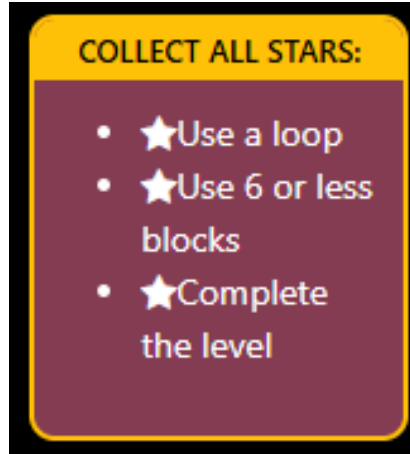 COLLECT ALL STARS:
Use a loop
Use 6 or less
blocks
Complete
the level